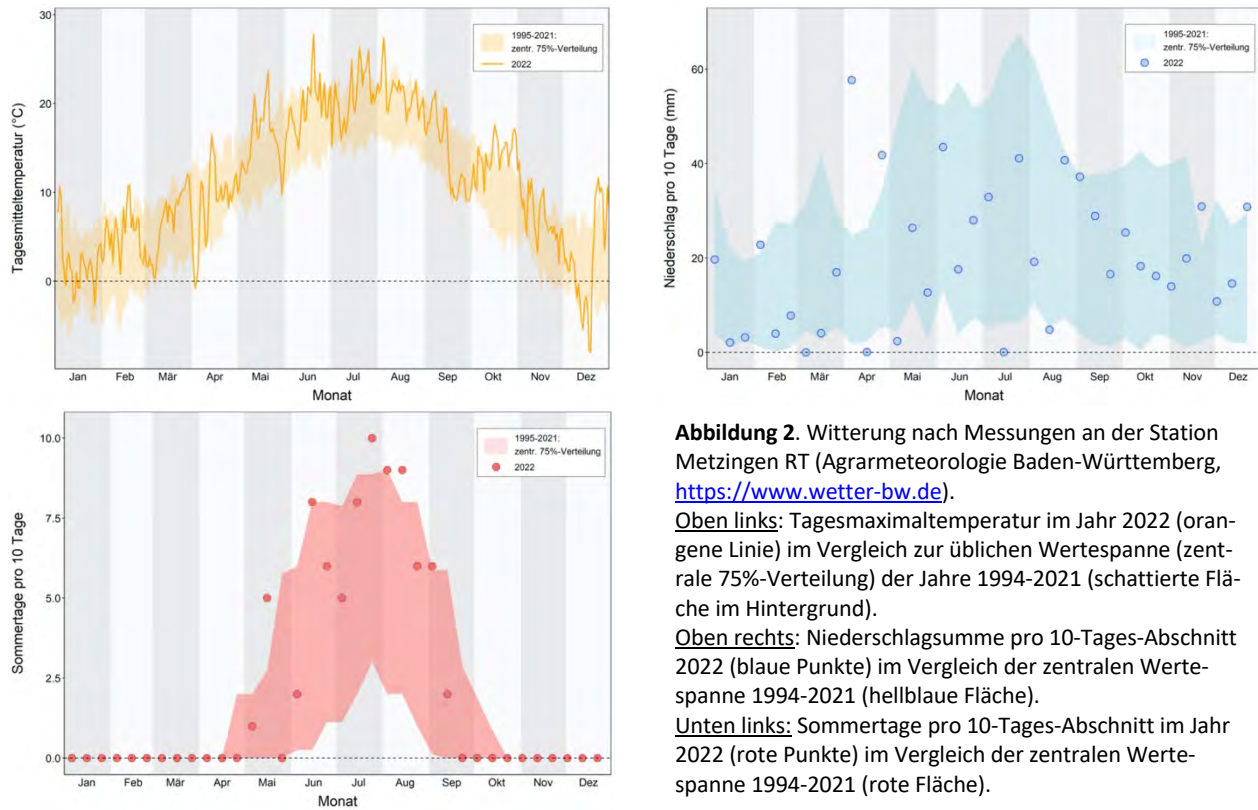 30
20
10
0
Tagesmitteltemperatur (°C)
1995-2021:
zentr. 75%-Verteilung
2022
Jan Feb Mär Apr Mai Jun Jul Aug Sep Okt Nov Dez
Monat
60
40
20
0
Niederschlag pro 10 Tage (mm)
1995-2021:
zentr. 75%-Verteilung
2022
Jan Feb Mär Apr Mai Jun Jul Aug Sep Okt Nov Dez
Monat
10.0
7.5
5.0
2.5
0.0
Sommertage pro 10 Tage
1995-2021:
zentr. 75%-Verteilung
2022
Jan Feb Mär Apr Mai Jun Jul Aug Sep Okt Nov Dez
Monat
Abbildung 2. Witterung nach Messungen an der Station
Metzingen RT (Agrarmeteorologie Baden-Württemberg,
https://www.wetter-bw.de).
Oben links: Tagesmaximaltemperatur im Jahr 2022 (oran-
gene Linie) im Vergleich zur üblichen Wertespanne (zent-
rale 75%-Verteilung) der Jahre 1994-2021 (schattierte Flä-
che im Hintergrund).
Oben rechts: Niederschlagsumme pro 10-Tages-Abschnitt
2022 (blaue Punkte) im Vergleich der zentralen Werte-
spanne 1994-2021 (hellblaue Fläche).
Unten links: Sommertage pro 10-Tages-Abschnitt im Jahr
2022 (rote Punkte) im Vergleich der zentralen Werte-
spanne 1994-2021 (rote Fläche).